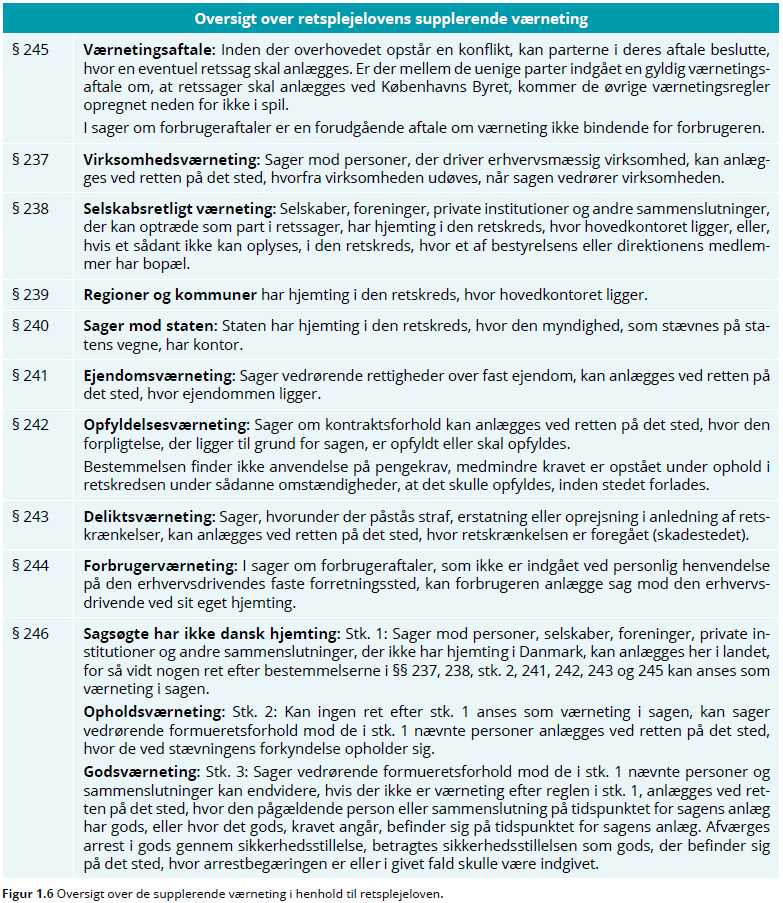 Oversigt over retsplejelovens supplerende værneting
§ 245 Værnetingsaftale: Inden der overhovedet opstår en konflikt, kan parterne i deres aftale beslutte,
hvor en eventuel retssag skal anlægges. Er der mellem de uenige parter indgået en gyldig værnetings-
aftale om, at retssager skal anlægges ved Københavns Byret, kommer de øvrige værnetingsregler
opregnet neden for ikke i spil.
I sager om forbrugeraftaler er en forudgående aftale om værneting ikke bindende for forbrugeren.
§ 237 Virksomhedsværneting: Sager mod personer, der driver erhvervsmæssig virksomhed, kan anlæg-
ges ved retten på det sted, hvorfra virksomheden udøves, når sagen vedrører virksomheden.
§ 238 Selskabsretligt værneting: Selskaber, foreninger, private institutioner og andre sammenslutninger,
der kan optræde som part i retssager, har hjemting i den retskreds, hvor hovedkontoret ligger, eller,
hvis et sådant ikke kan oplyses, i den retskreds, hvor et af bestyrelsens eller direktionens medlem-
mer har bopæl.
§ 239 Regioner og kommuner har hjemting i den retskreds, hvor hovedkontoret ligger.
§ 240 Sager mod staten: Staten har hjemting i den retskreds, hvor den myndighed, som stævnes på sta-
tens vegne, har kontor.
§ 241 Ejendomsværneting: Sager vedrørende rettigheder over fast ejendom, kan anlægges ved retten på
det sted, hvor ejendommen ligger.
§ 242 Opfyldelsesværneting: Sager om kontraktsforhold kan anlægges ved retten på det sted, hvor den
forpligtelse, der ligger til grund for sagen, er opfyldt eller skal opfyldes.
Bestemmelsen finder ikke anvendelse på pengekrav, medmindre kravet er opstået under ophold i
retskredsen under sådanne omstændigheder, at det skulle opfyldes, inden stedet forlades.
§ 243 Deliktsværneting: Sager, hvorunder der påstås straf, erstatning eller oprejsning i anledning af rets-
krænkelser, kan anlægges ved retten på det sted, hvor retskrænkelsen er foregået (skadestedet).
§ 244 Forbrugerværneting: I sager om forbrugeraftaler, som ikke er indgået ved personlig henvendelse
på den erhvervsdrivendes faste forretningssted, kan forbrugeren anlægge sag mod den erhvervs-
drivende ved sit eget hjemting.
§ 246 Sagsøgte har ikke dansk hjemting: Stk. 1: Sager mod personer, selskaber, foreninger, private in-
stitutioner og andre sammenslutninger, der ikke har hjemting i Danmark, kan anlægges her i landet,
for så vidt nogen ret efter bestemmelserne i §§ 237, 238, stk. 2, 241, 242, 243 og 245 kan anses som
værneting i sagen.
Opholdsværneting: Stk. 2: Kan ingen ret efter stk. 1 anses som værneting i sagen, kan sager
vedrørende formueretsforhold mod de i stk. 1 nævnte personer anlægges ved retten på det sted,
hvor de ved stævningens forkyndelse opholder sig.
Godsværneting: Stk. 3: Sager vedrørende formueretsforhold mod de i stk. 1 nævnte personer og
sammenslutninger kan endvidere, hvis der ikke er værneting efter reglen i stk. 1, anlægges ved ret-
ten på det sted, hvor den pågældende person eller sammenslutning på tidspunktet for sagens anlæg
har gods, eller hvor det gods, kravet angår, befinder sig på tidspunktet for sagens anlæg. Afværges
arrest i gods gennem sikkerhedsstillelse, betragtes sikkerhedsstillelsen som gods, der befinder sig
på det sted, hvor arrestbegæringen er eller i givet fald skulle være indgivet.
Figur 1.6 Oversigt over de supplerende værneting i henhold til retsplejeloven.